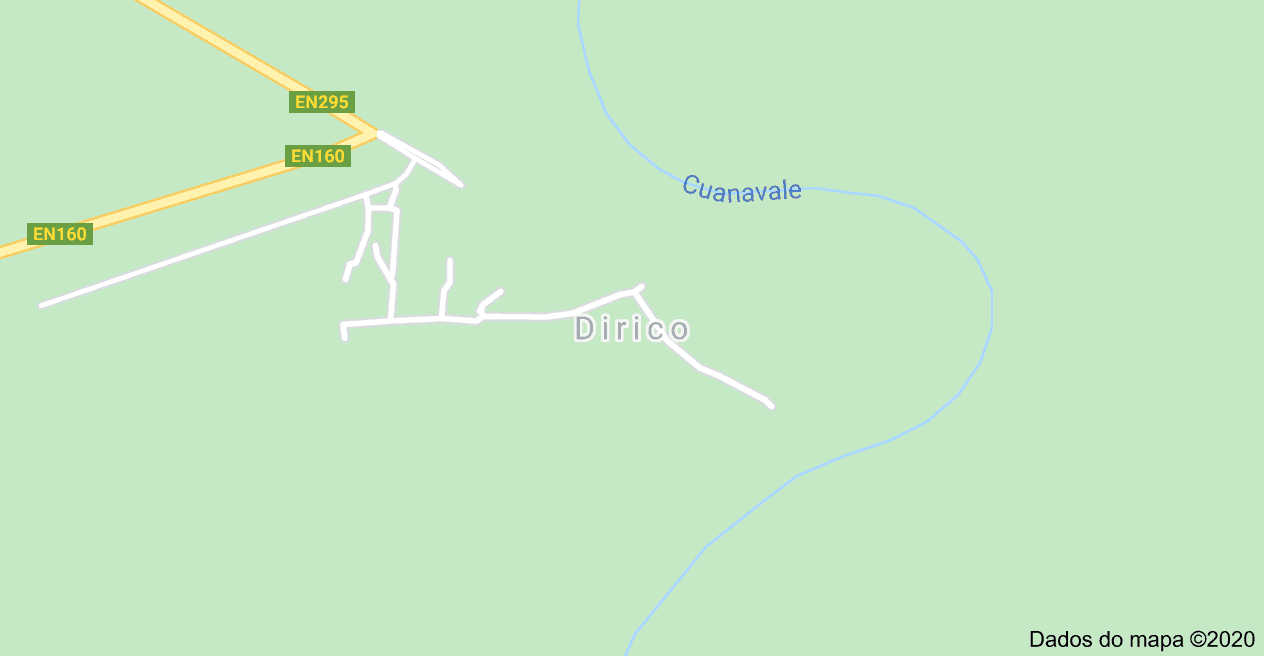 EN295
EN160
Cuanavale
EN160
Dirico
Dados do mapa ©2020